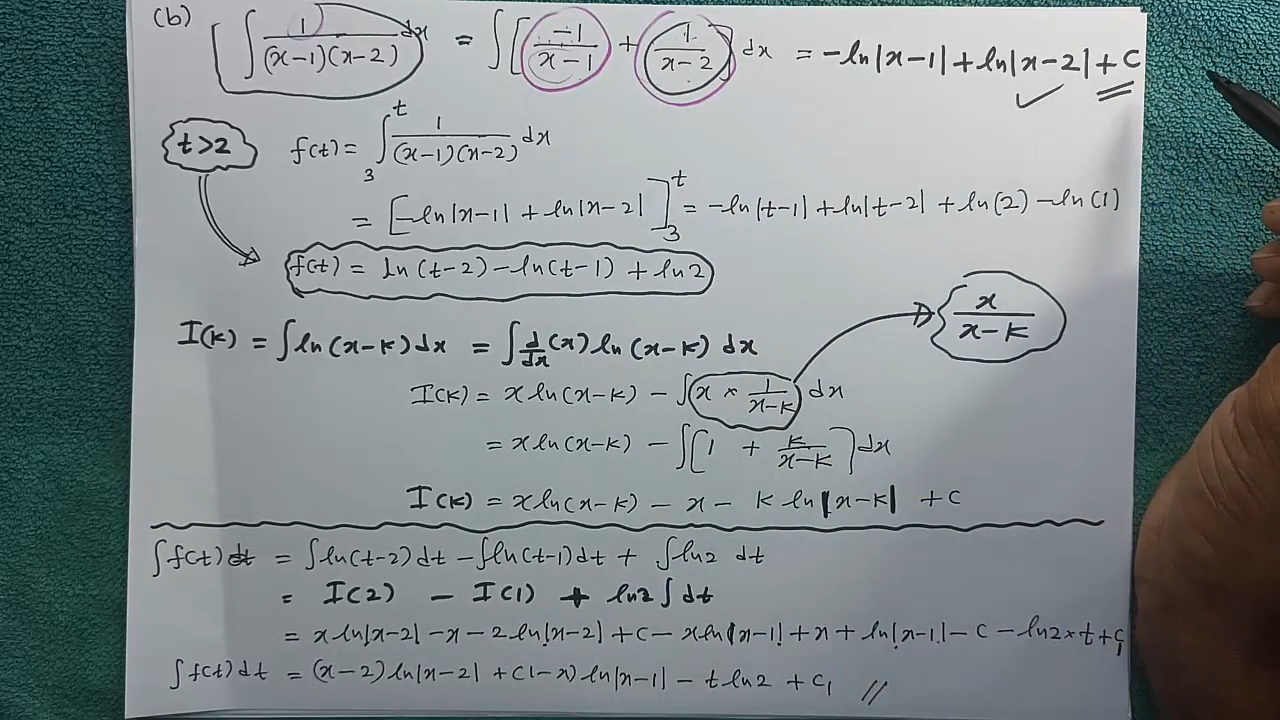 (b) ∫ 1/((x-1)(x-2)) dx = ∫[ -1/(x-1) + 1/(x-2) ] dx = -ln|x-1| + ln|x-2| + C
t>2 f(t) = ∫₃ᵗ 1/((x-1)(x-2)) dx
= [-ln|x-1| + ln|x-2| ]₃ᵗ = -ln|t-1| + ln|t-2| + ln(2) - ln(1)
f(t) = ln(t-2) - ln(t-1) + ln2
x/(x-k)
I(k) = ∫ln(x-k) dx = ∫ d/dx (x) ln(x-k) dx
I(k) = x ln(x-k) - ∫(x × 1/(x-k)) dx
= x ln(x-k) - ∫[1 + k/(x-k)] dx
I(k) = x ln(x-k) - x - k ln|x-k| + C
∫f(t) dt = ∫ln(t-2) dt - ∫ln(t-1) dt + ∫ln2 dt
= I(2) - I(1) + ln2 ∫dt
= x ln|x-2| - x - 2 ln|x-2| + C - x ln|x-1| + x + ln|x-1| - C - ln2 × t + C₁
∫f(t) dt = (x-2) ln|x-2| + (1-x) ln|x-1| - t ln2 + C₁ //